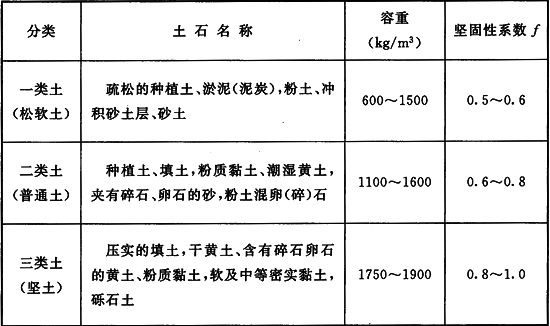 分类
土石名称
容重
(kg/m³)
坚固性系数 f
一类土
(松软土)
疏松的种植土、淤泥(泥炭),粉土、冲
积砂土层、砂土
600～1500
0.5～0.6
二类土
(普通土)
种植土、填土,粉质黏土、潮湿黄土,
夹有碎石、卵石的砂,粉土混卵(碎)石
1100～1600
0.6～0.8
三类土
(坚土)
压实的填土,干黄土、含有碎石卵石
的黄土、粉质黏土,软及中等密实黏土,
砾石土
1750～1900
0.8～1.0